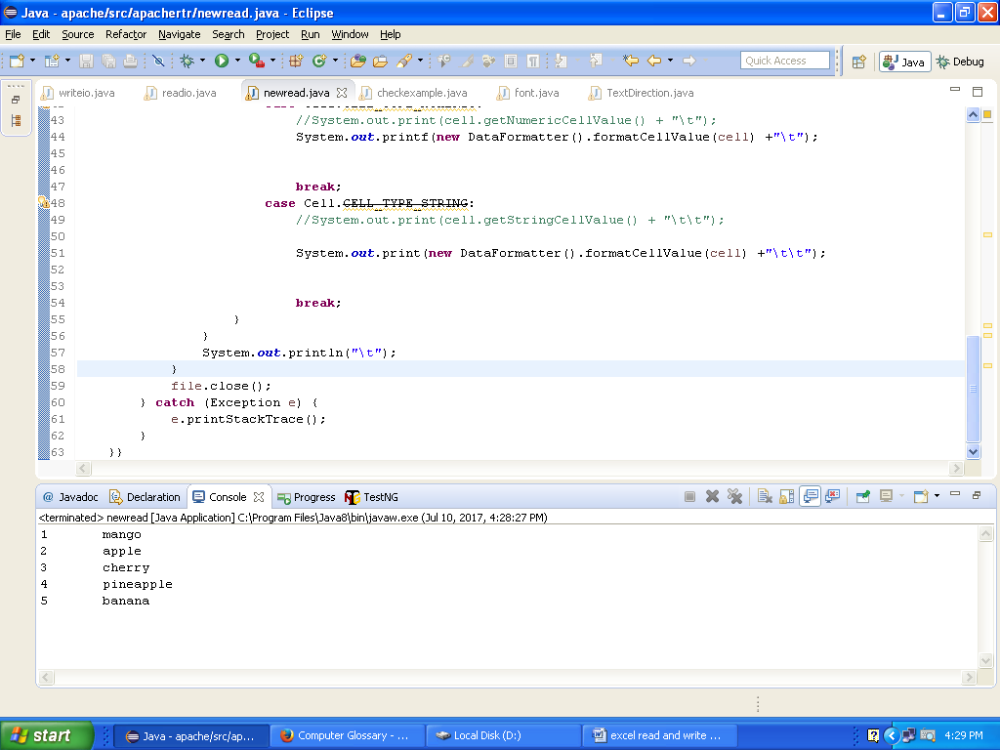 Java - apache/src/apachertr/newread.java - Eclipse
File Edit Source Refactor Navigate Search Project Run Window Help
Quick Access Java Debug
writeio.java readio.java newread.java checkexample.java font.java TextDirection.java
43 //System.out.print(cell.getNumericCellValue() + "\t");
44 System.out.printf(new DataFormatter().formatCellValue(cell) +"\t");
45
46
47 break;
48 case Cell.CELL_TYPE_STRING:
49 //System.out.print(cell.getStringCellValue() + "\t\t");
50
51 System.out.print(new DataFormatter().formatCellValue(cell) +"\t\t");
52
53
54 break;
55 }
56 }
57 System.out.println("\t");
58 }
59 file.close();
60 } catch (Exception e) {
61 e.printStackTrace();
62 }
63 }}
@ Javadoc Declaration Console Progress TestNG
<terminated> newread [Java Application] C:\Program Files\Java8\bin\javaw.exe (Jul 10, 2017, 4:28:27 PM)
1 mango
2 apple
3 cherry
4 pineapple
5 banana
start Java - apache/src/ap... Computer Glossary - ... Local Disk (D:) excel read and write ... 4:29 PM